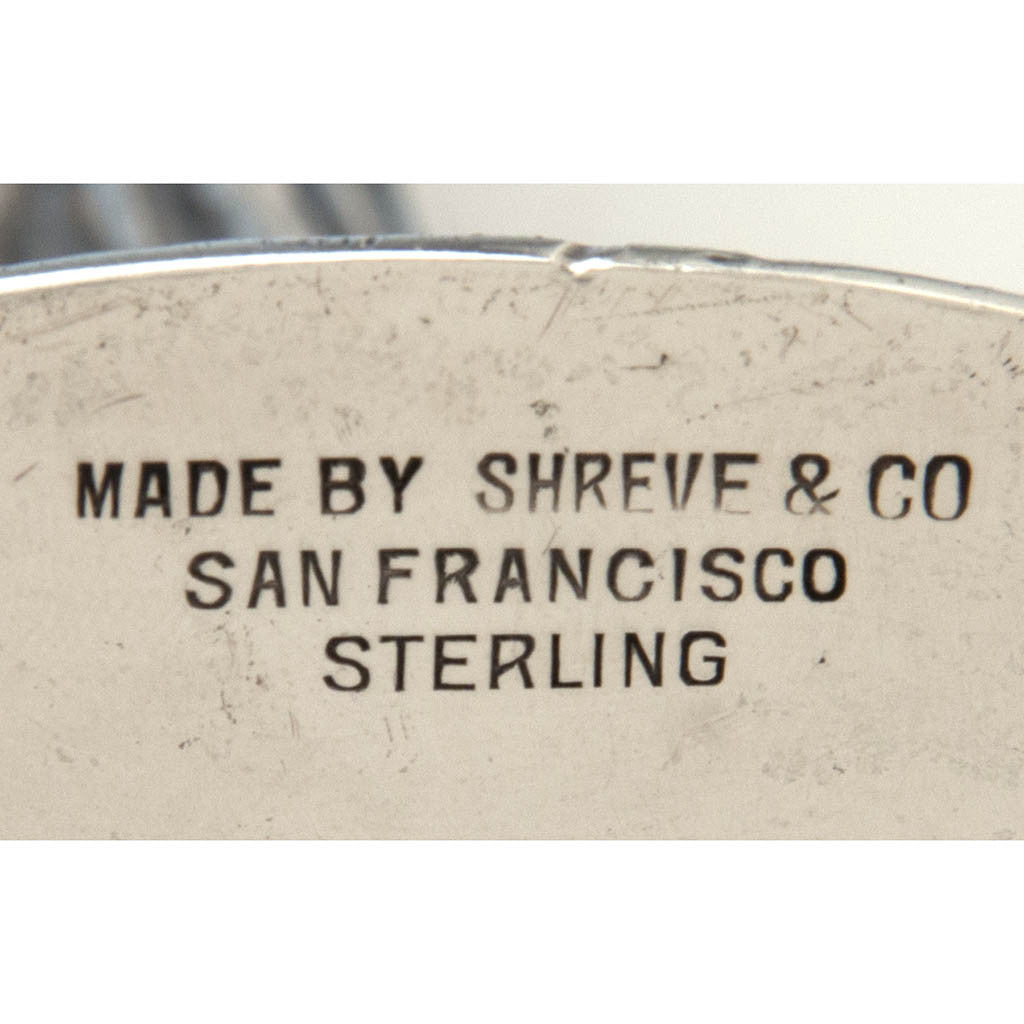 MADE BY SHREVE & CO
SAN FRANCISCO
STERLING